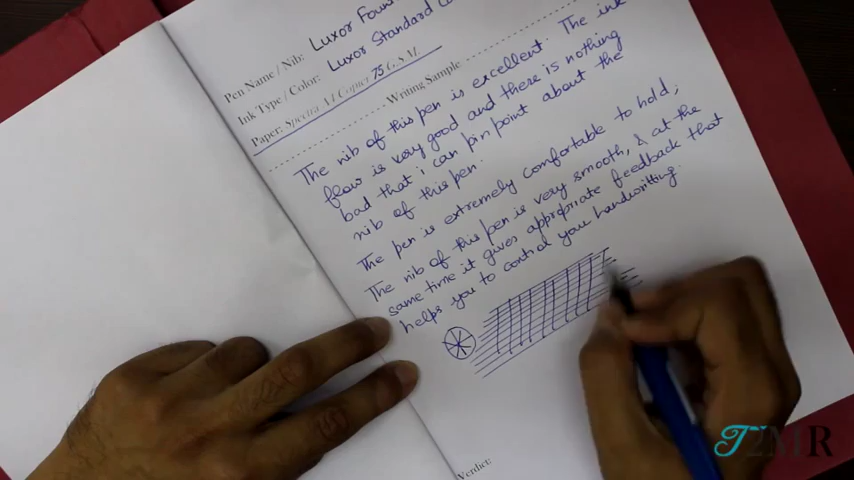 Pen Name / Nib: Luxor Foun
Ink Type / Color: Luxor Standard
Paper: Spectra A4 Copier 75 G.S.M.
Writing Sample
The nib of this pen is excellent. The ink
flow is very good and there is nothing
bad that i can pin point about the
nib of this pen.
The pen is extremely comfortable to hold;
The nib of this pen is very smooth, & at the
same time it gives appropriate feedback that
helps you to control your handwritting.
Verdict:
T2MR